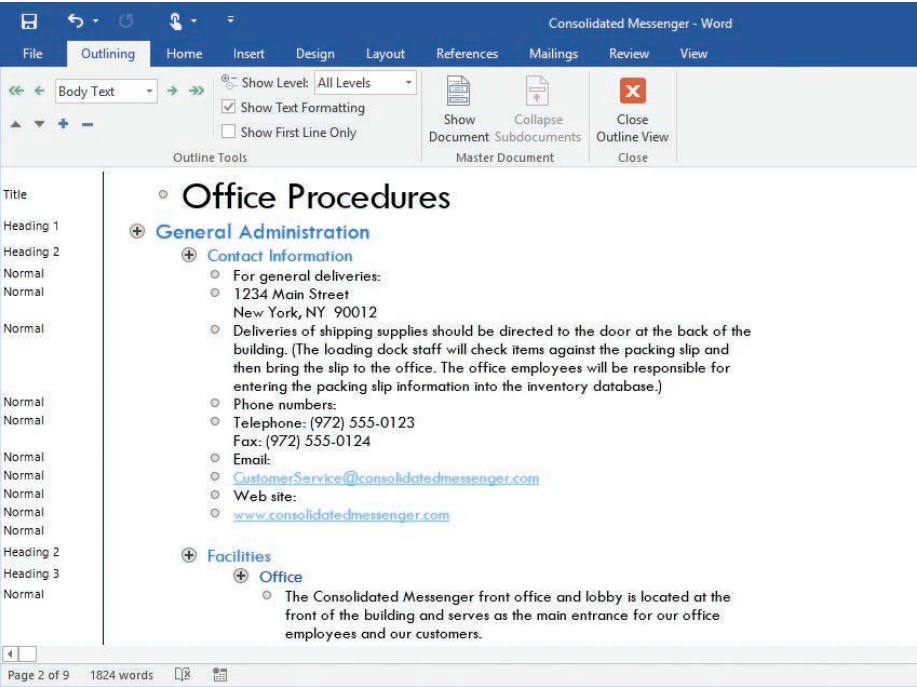 Consolidated Messenger - Word
File Outlining Home Insert Design Layout References Mailings Review View
Body Text
Show Level: All Levels
Show Text Formatting
Show First Line Only
Outline Tools
Show Document
Collapse Subdocuments
Master Document
Close Outline View
Close
Title Office Procedures
Heading 1 General Administration
Heading 2 Contact Information
Normal For general deliveries:
Normal 1234 Main Street
New York, NY 90012
Normal Deliveries of shipping supplies should be directed to the door at the back of the
building. (The loading dock staff will check items against the packing slip and
then bring the slip to the office. The office employees will be responsible for
entering the packing slip information into the inventory database.)
Normal Phone numbers:
Normal Telephone: (972) 555-0123
Fax: (972) 555-0124
Normal Email:
Normal CustomerService@consolidatedmessenger.com
Normal Web site:
Normal www.consolidatedmessenger.com
Normal
Heading 2 Facilities
Heading 3 Office
Normal The Consolidated Messenger front office and lobby is located at the
front of the building and serves as the main entrance for our office
employees and our customers.
Page 2 of 9 1824 words